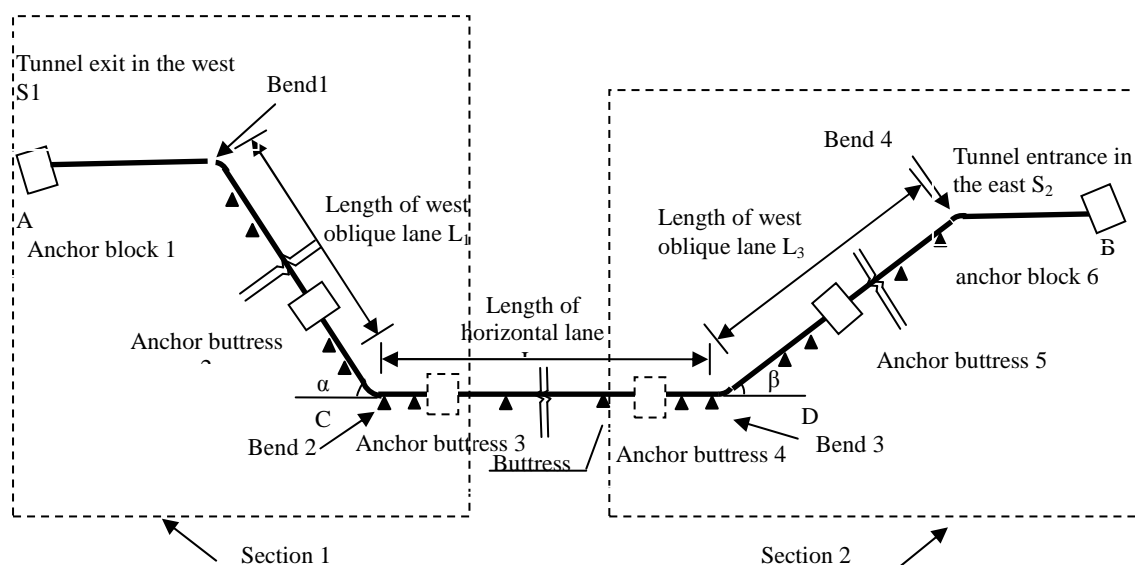 Tunnel exit in the west
S1
Bend1
A
Anchor block 1
Length of west
oblique lane L1
Anchor buttress
α
C
Bend 2
Anchor buttress 3
Length of
horizontal lane
Buttress
Anchor buttress 4
Bend 3
D
β
Length of west
oblique lane L3
Bend 4
Tunnel entrance in
the east S2
B
anchor block 6
Anchor buttress 5
Section 1
Section 2